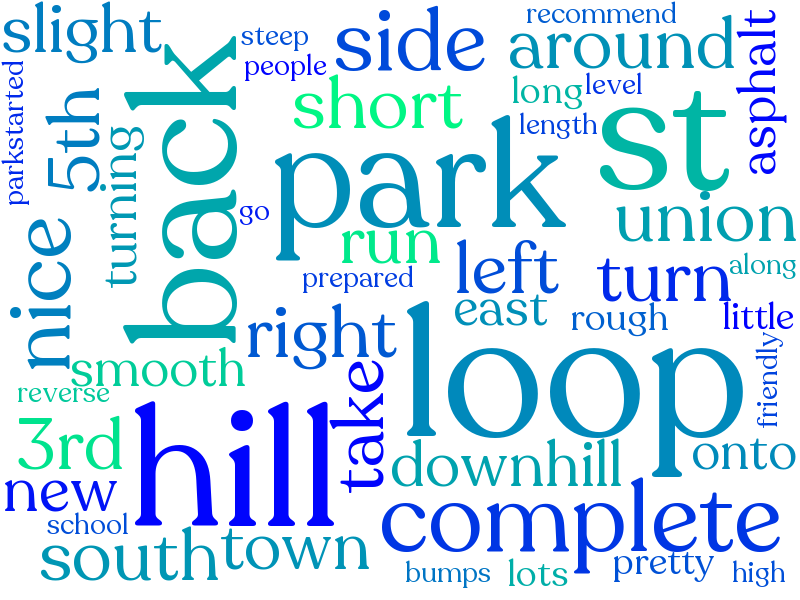 recommend
slight
steep
side
around
people
asphalt
parkstarted
5th
back
short
long
level
length
st
park
turning
go
run
union
nice
left
turn
along
prepared
east
rough
little
right
loop
friendly
smooth
reverse
take
3rd
hill
downhill
onto
new
complete
school
south
town
bumps
lots
pretty
high